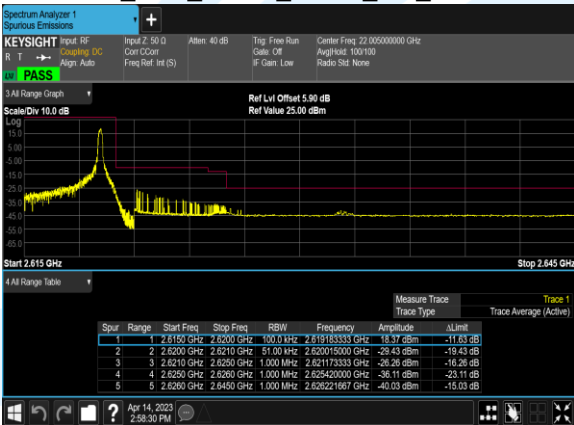 Spectrum Analyzer 1
Spurious Emissions
KEYSIGHT Input: RF Input Z: 50 Ω Atten: 40 dB Trig: Free Run Center Freq: 22.005000000 GHz
R T Coupling: DC Corr CCorr Gate: Off Avg|Hold: 100/100
Align: Auto Freq Ref: Int (S) IF Gain: Low Radio Std: None
PASS
3 All Range Graph
Ref Lvl Offset 5.90 dB
Scale/Div 10.0 dB Ref Value 25.00 dBm
Log
15.0
5.00
-5.00
-15.0
-25.0
-35.0
-45.0
-55.0
-65.0
Start 2.615 GHz Stop 2.645 GHz
4 All Range Table
Measure Trace Trace 1
Trace Type Trace Average (Active)
Spur Range Start Freq Stop Freq RBW Frequency Amplitude ΔLimit
1 1 2.6150 GHz 2.6200 GHz 100.0 kHz 2.619183333 GHz 18.37 dBm -11.63 dB
2 2 2.6200 GHz 2.6210 GHz 51.00 kHz 2.620015000 GHz -29.43 dBm -19.43 dB
3 3 2.6210 GHz 2.6250 GHz 1.000 MHz 2.621173333 GHz -26.26 dBm -16.26 dB
4 4 2.6250 GHz 2.6260 GHz 1.000 MHz 2.625420000 GHz -36.11 dBm -23.11 dB
5 5 2.6260 GHz 2.6450 GHz 1.000 MHz 2.626221667 GHz -40.03 dBm -15.03 dB
?
Apr 14, 2023
2:58:30 PM